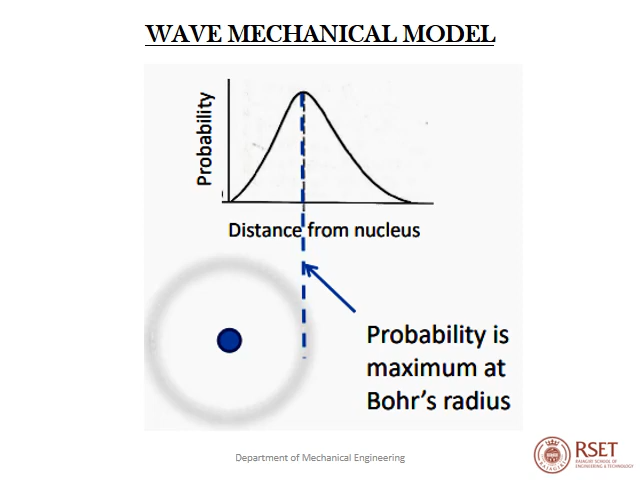 WAVE MECHANICAL MODEL
Probability
Distance from nucleus
Probability is
maximum at
Bohr's radius
Department of Mechanical Engineering
RSET
RAJAGIRI SCHOOL OF
ENGINEERING & TECHNOLOGY
RAJAGIRI